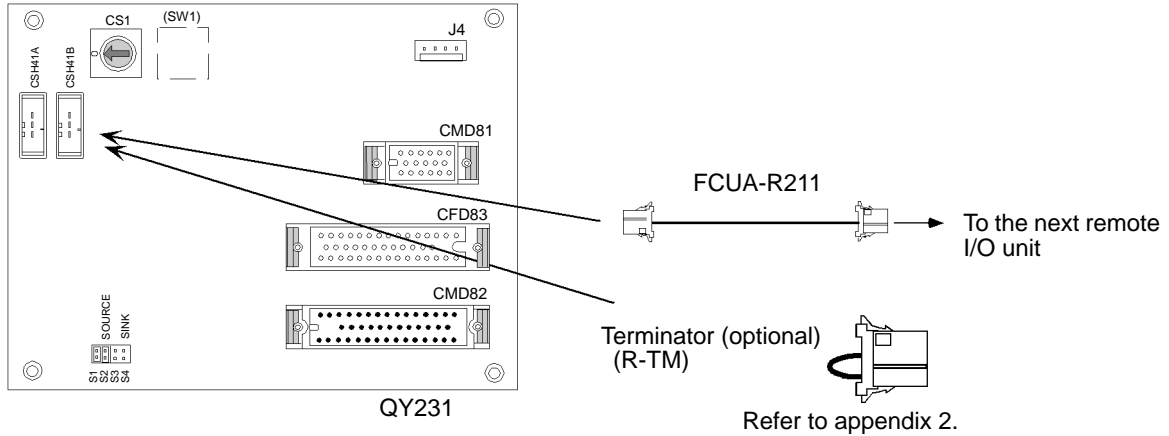 CS1
(SW1)
J4
CSH41A
CSH41B
CMD81
FCUA-R211
CFD83
To the next remote
I/O unit
CMD82
SOURCE
SINK
S1
S2
S3
S4
Terminator (optional)
(R-TM)
QY231
Refer to appendix 2.